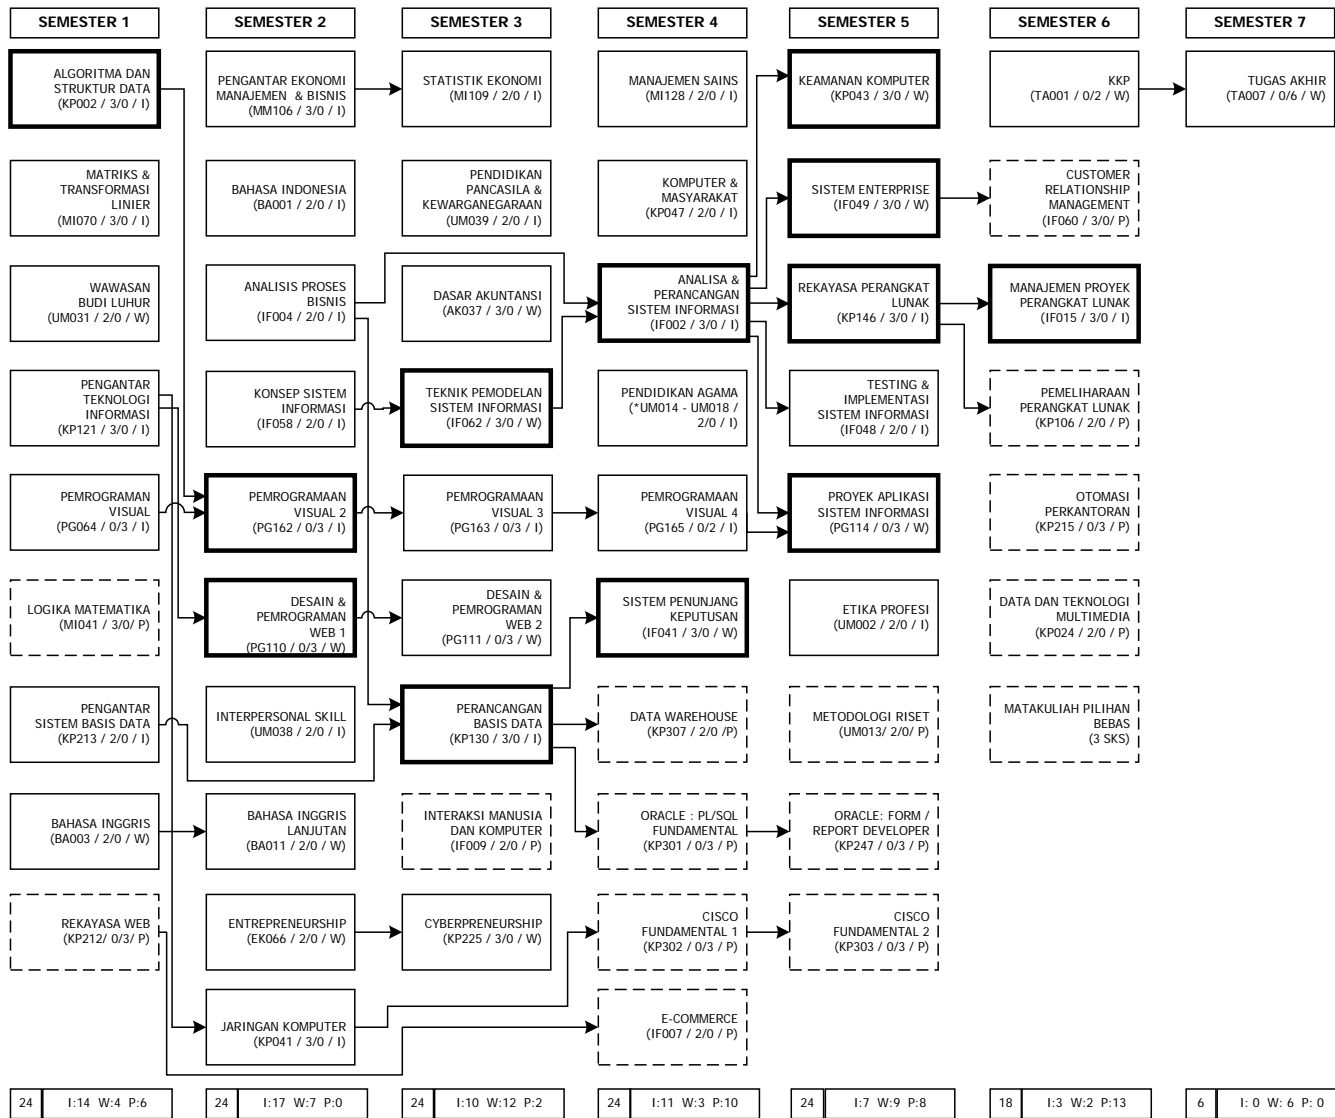 SEMESTER 1
SEMESTER 2
SEMESTER 3
SEMESTER 4
SEMESTER 5
SEMESTER 6
SEMESTER 7
ALGORITMA DAN
STRUKTUR DATA
(KP002 / 3/0 / I)
PENGANTAR EKONOMI
MANAJEMEN & BISNIS
(MM106 / 3/0 / I)
STATISTIK EKONOMI
(MI109 / 2/0 / I)
MANAJEMEN SAINS
(MI128 / 2/0 / I)
KEAMANAN KOMPUTER
(KP043 / 3/0 / W)
KKP
(TA001 / 0/2 / W)
TUGAS AKHIR
(TA007 / 0/6 / W)
MATRIKS &
TRANSFORMASI
LINIER
(MI070 / 3/0 / I)
BAHASA INDONESIA
(BA001 / 2/0 / I)
PENDIDIKAN
PANCASILA &
KEWARGANEGARAAN
(UM039 / 2/0 / I)
KOMPUTER &
MASYARAKAT
(KP047 / 2/0 / I)
SISTEM ENTERPRISE
(IF049 / 3/0 / W)
CUSTOMER
RELATIONSHIP
MANAGEMENT
(IF060 / 3/0/ P)
WAWASAN
BUDI LUHUR
(UM031 / 2/0 / W)
ANALISIS PROSES
BISNIS
(IF004 / 2/0 / I)
DASAR AKUNTANSI
(AK037 / 3/0 / W)
ANALISA &
PERANCANGAN
SISTEM INFORMASI
(IF002 / 3/0 / I)
REKAYASA PERANGKAT
LUNAK
(KP146 / 3/0 / I)
MANAJEMEN PROYEK
PERANGKAT LUNAK
(IF015 / 3/0 / I)
PENGANTAR
TEKNOLOGI
INFORMASI
(KP121 / 3/0 / I)
KONSEP SISTEM
INFORMASI
(IF058 / 2/0 / I)
TEKNIK PEMODELAN
SISTEM INFORMASI
(IF062 / 3/0 / W)
PENDIDIKAN AGAMA
(*UM014 - UM018 /
2/0 / I)
TESTING &
IMPLEMENTASI
SISTEM INFORMASI
(IF048 / 2/0 / I)
PEMELIHARAAN
PERANGKAT LUNAK
(KP106 / 2/0 / P)
PEMROGRAMAN
VISUAL
(PG064 / 0/3 / I)
PEMROGRAMAAN
VISUAL 2
(PG162 / 0/3 / I)
PEMROGRAMAAN
VISUAL 3
(PG163 / 0/3 / I)
PEMROGRAMAAN
VISUAL 4
(PG165 / 0/2 / I)
PROYEK APLIKASI
SISTEM INFORMASI
(PG114 / 0/3 / W)
OTOMASI
PERKANTORAN
(KP215 / 0/3 / P)
LOGIKA MATEMATIKA
(MI041 / 3/0/ P)
DESAIN &
PEMROGRAMAN
WEB 1
(PG110 / 0/3 / W)
DESAIN &
PEMROGRAMAN
WEB 2
(PG111 / 0/3 / W)
SISTEM PENUNJANG
KEPUTUSAN
(IF041 / 3/0 / W)
ETIKA PROFESI
(UM002 / 2/0 / I)
DATA DAN TEKNOLOGI
MULTIMEDIA
(KP024 / 2/0 / P)
PENGANTAR
SISTEM BASIS DATA
(KP213 / 2/0 / I)
INTERPERSONAL SKILL
(UM038 / 2/0 / I)
PERANCANGAN
BASIS DATA
(KP130 / 3/0 / I)
DATA WAREHOUSE
(KP307 / 2/0 /P)
METODOLOGI RISET
(UM013/ 2/0/ P)
MATAKULIAH PILIHAN
BEBAS
(3 SKS)
BAHASA INGGRIS
(BA003 / 2/0 / W)
BAHASA INGGRIS
LANJUTAN
(BA011 / 2/0 / W)
INTERAKSI MANUSIA
DAN KOMPUTER
(IF009 / 2/0 / P)
ORACLE : PL/SQL
FUNDAMENTAL
(KP301 / 0/3 / P)
ORACLE: FORM /
REPORT DEVELOPER
(KP247 / 0/3 / P)
REKAYASA WEB
(KP212/ 0/3/ P)
ENTREPRENEURSHIP
(EK066 / 2/0 / W)
CYBERPRENEURSHIP
(KP225 / 3/0 / W)
CISCO
FUNDAMENTAL 1
(KP302 / 0/3 / P)
CISCO
FUNDAMENTAL 2
(KP303 / 0/3 / P)
JARINGAN KOMPUTER
(KP041 / 3/0 / I)
E-COMMERCE
(IF007 / 2/0 / P)
24 I:14 W:4 P:6
24 I:17 W:7 P:0
24 I:10 W:12 P:2
24 I:11 W:3 P:10
24 I:7 W:9 P:8
18 I:3 W:2 P:13
6 I: 0 W: 6 P: 0